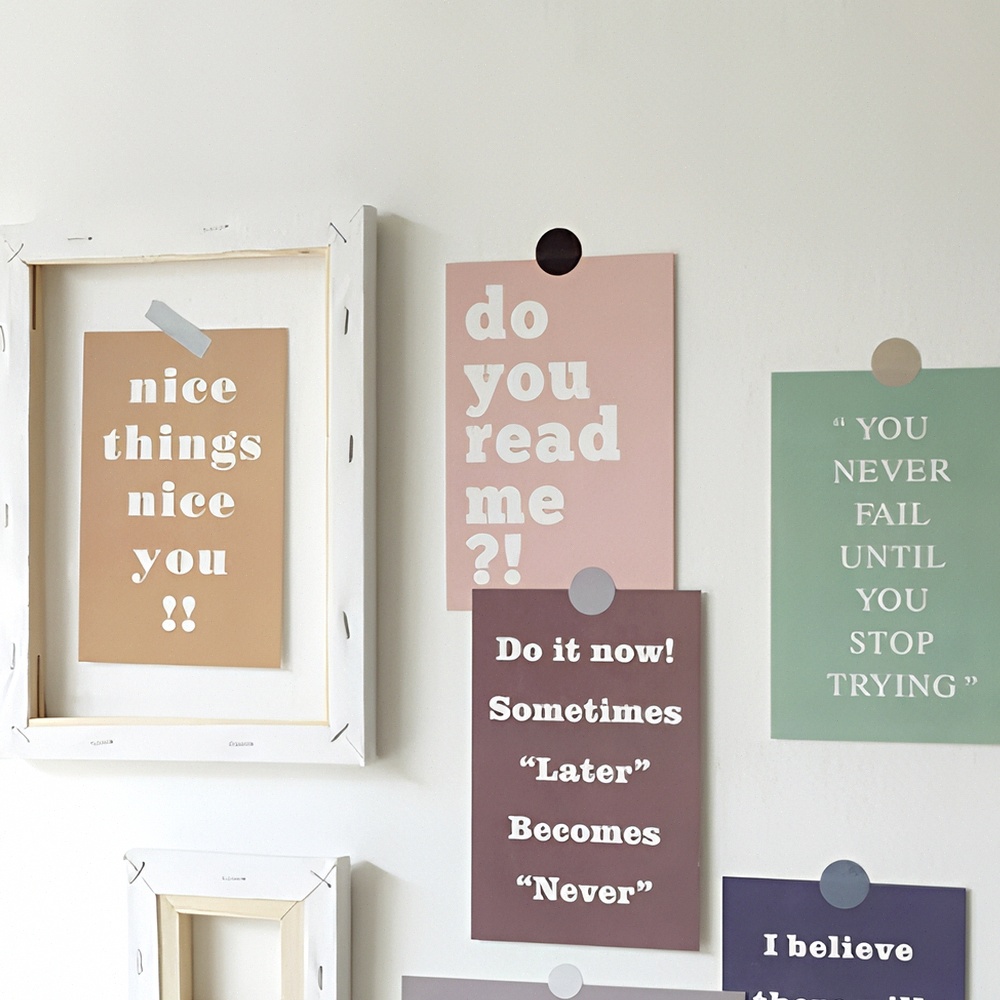 nice
things
nice
you
!!
do
you
read
me
?!
Do it now!
Sometimes
“Later”
Becomes
“Never”
“ YOU
NEVER
FAIL
UNTIL
YOU
STOP
TRYING”
I believe